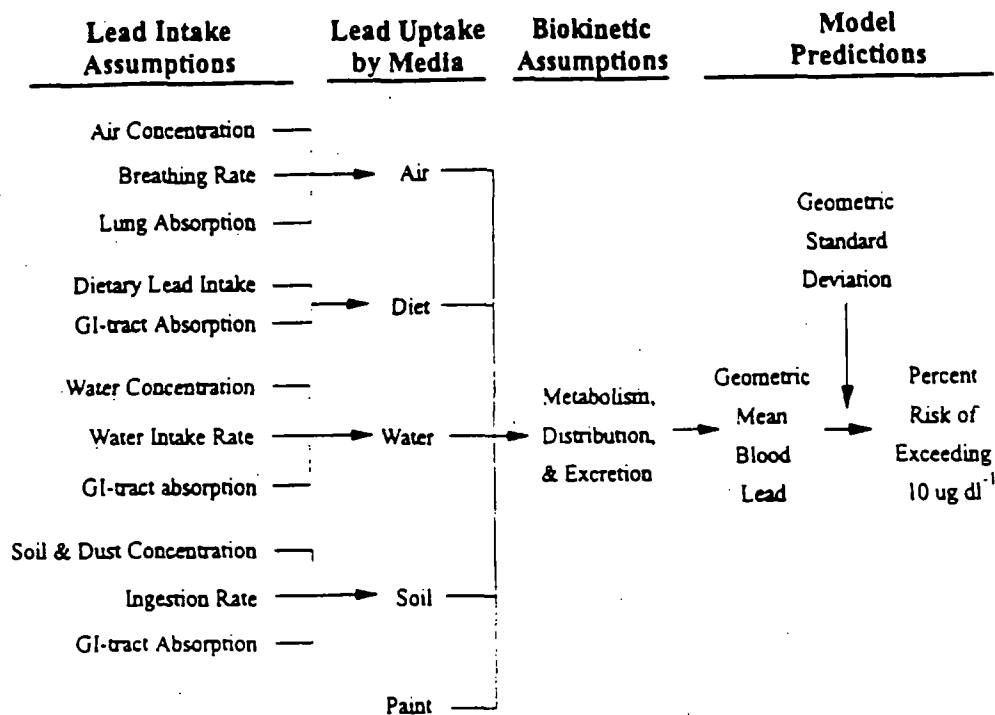 Lead Intake
Assumptions
Lead Uptake
by Media
Biokinetic
Assumptions
Model
Predictions
Air Concentration
Breathing Rate
Lung Absorption
Air
Dietary Lead Intake
GI-tract Absorption
Diet
Water Concentration
Water Intake Rate
GI-tract absorption
Water
Soil & Dust Concentration
Ingestion Rate
GI-tract Absorption
Soil
Paint
Metabolism,
Distribution,
& Excretion
Geometric
Mean
Blood
Lead
Geometric
Standard
Deviation
Percent
Risk of
Exceeding
10 ug dl⁻¹